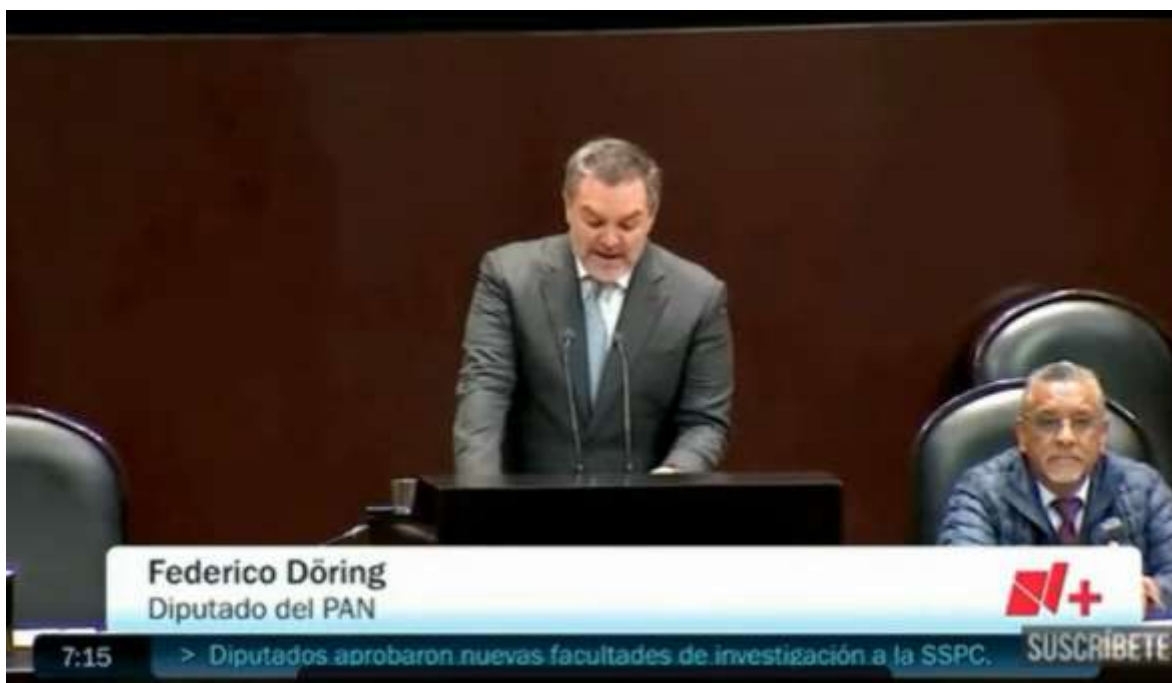 Federico Döring
Diputado del PAN
N+
SUSCRÍBETE
7:15
> Diputados aprobaron nuevas facultades de investigación a la SSPC.